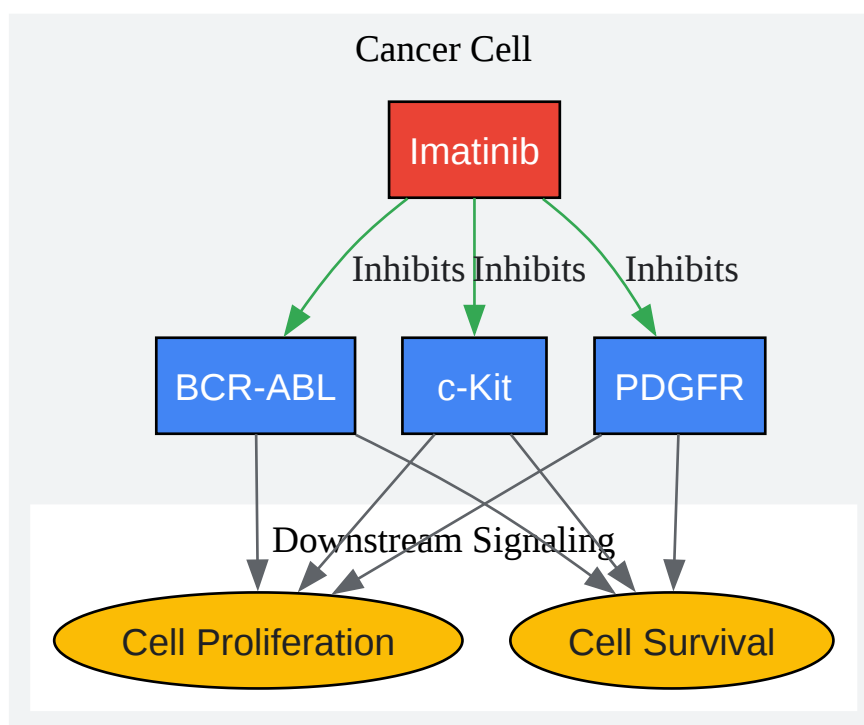 Cancer Cell
Imatinib
Inhibits Inhibits Inhibits
BCR-ABL c-Kit PDGFR
Downstream Signaling
Cell Proliferation Cell Survival